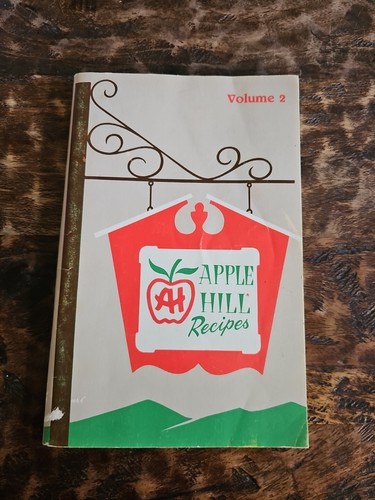 Volume 2
APPLE
AH HILL®
Recipes